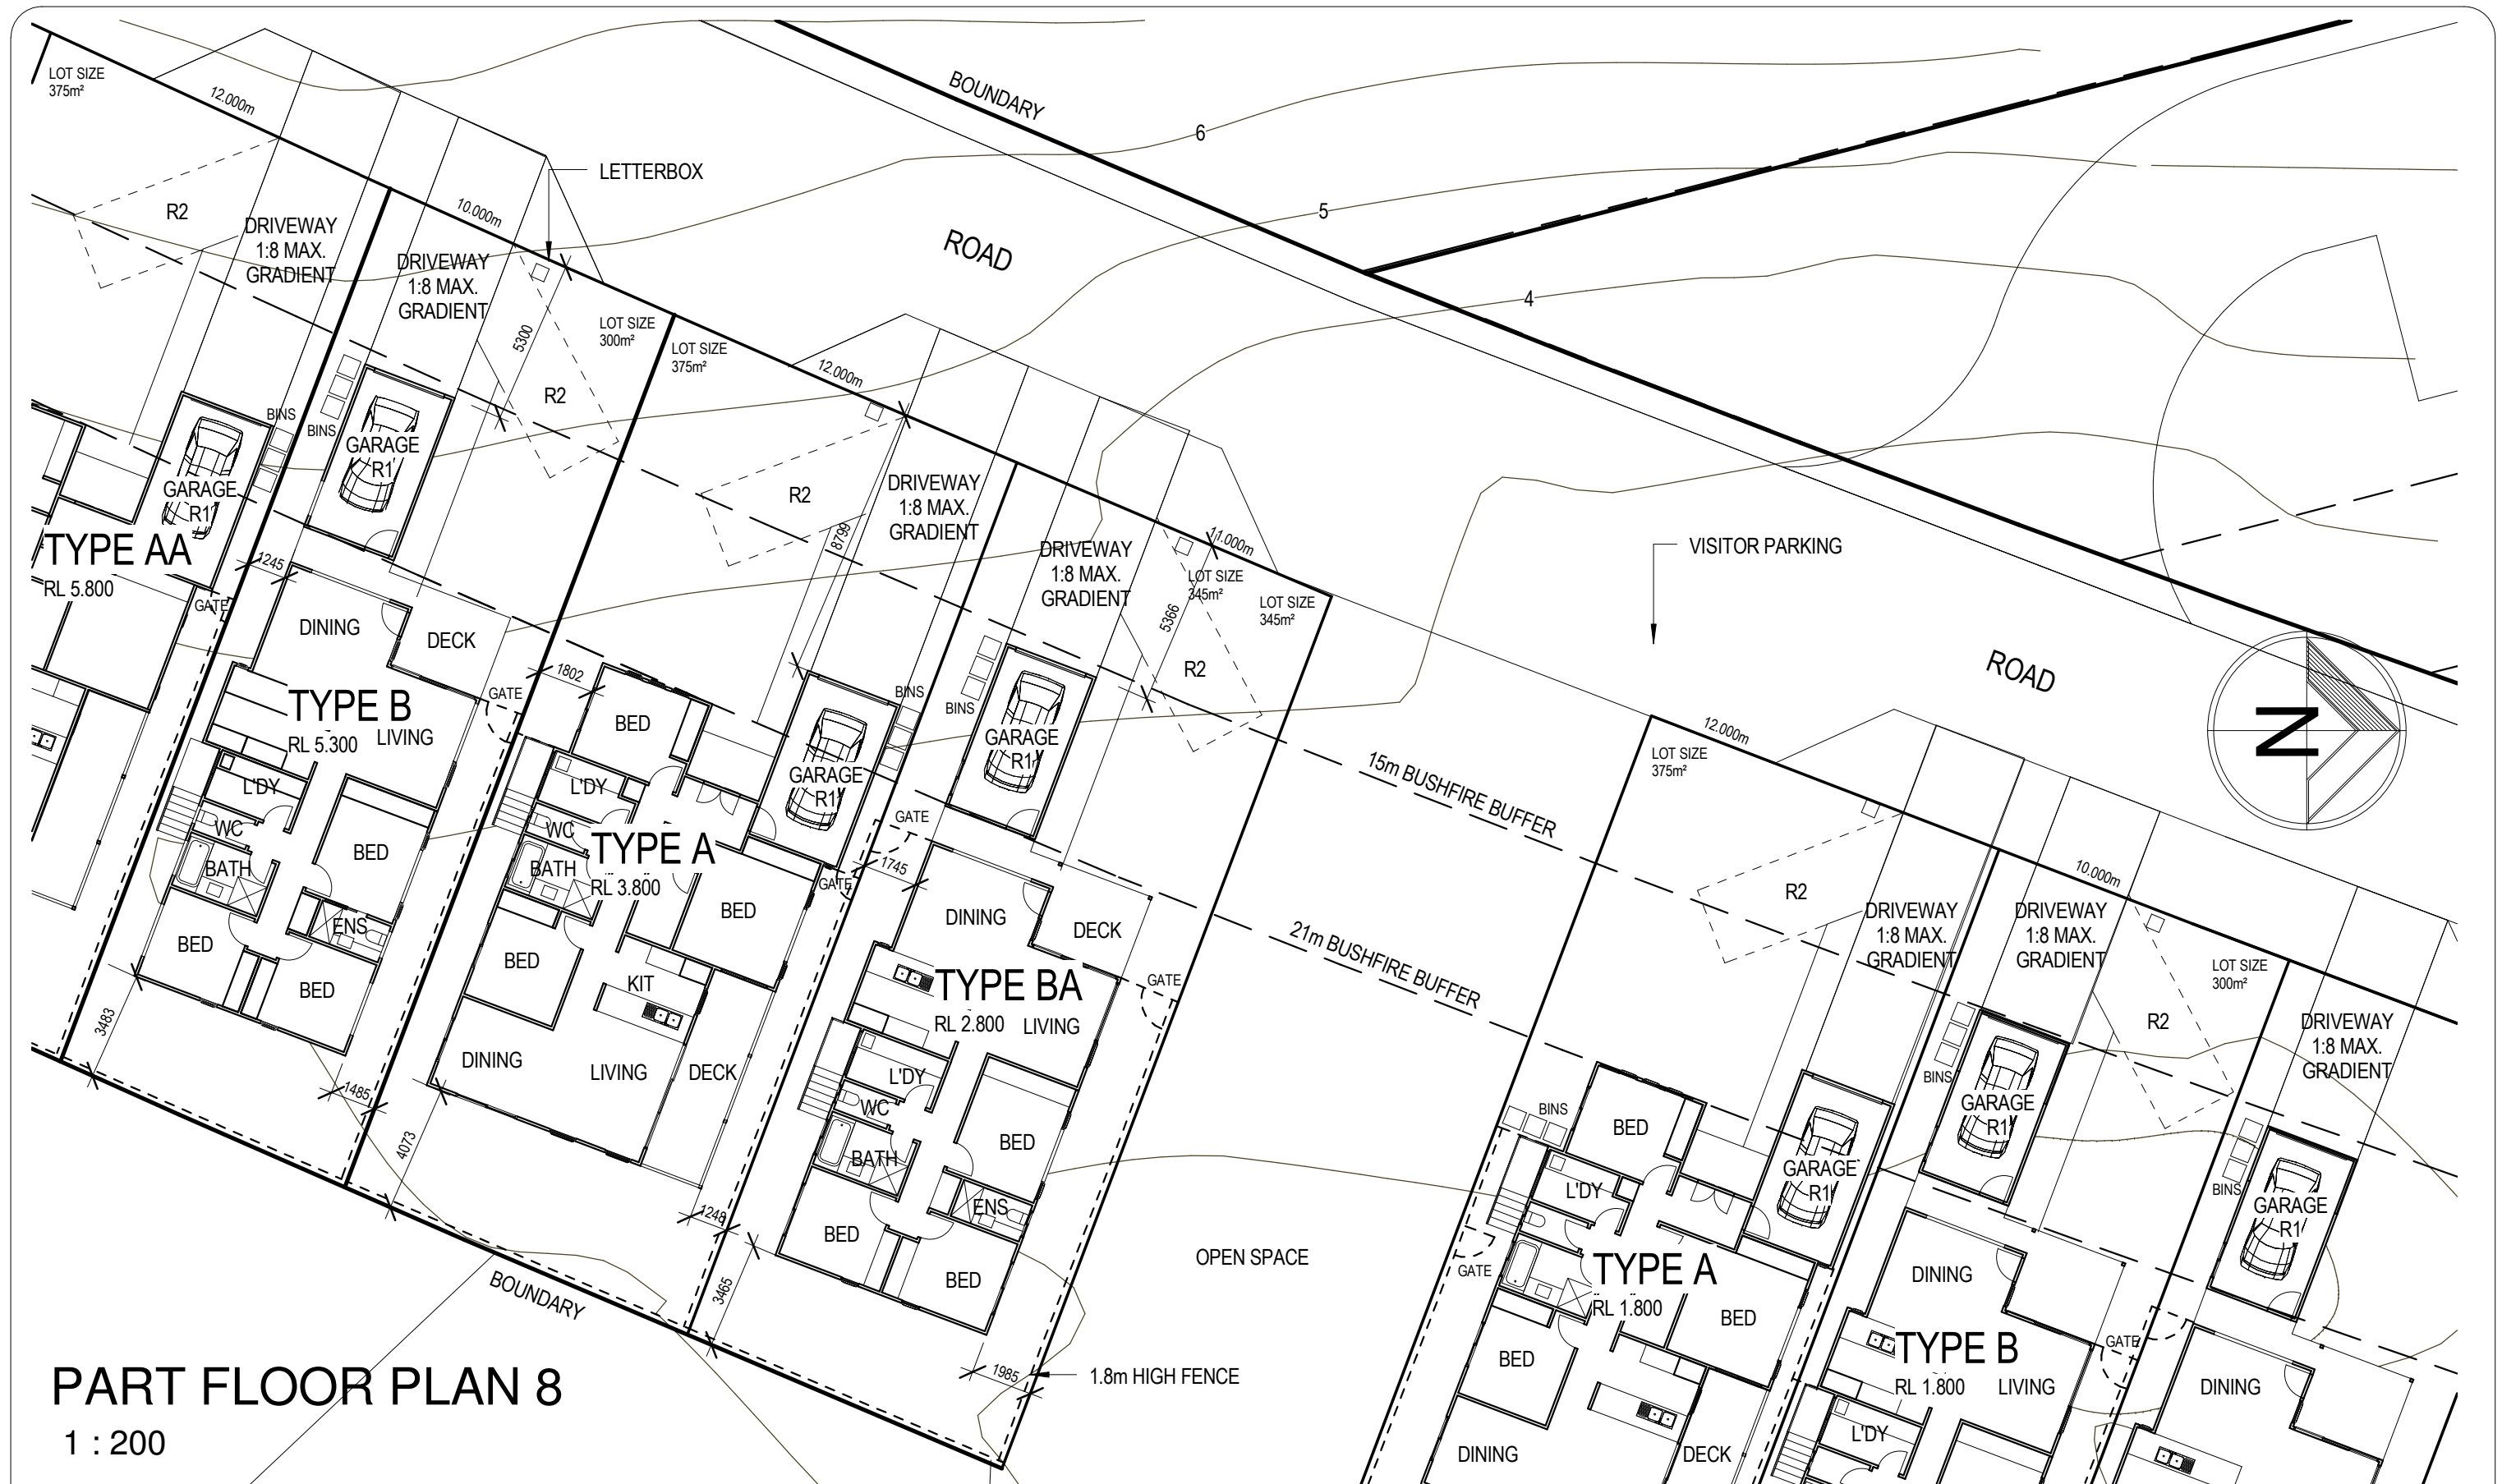 LOT SIZE
375m²
12.000m
BOUNDARY
6
LETTERBOX
5
R2
DRIVEWAY
1:8 MAX.
GRADIENT
10.000m
DRIVEWAY
1:8 MAX.
GRADIENT
ROAD
4
5300
LOT SIZE
300m²
LOT SIZE
375m²
R2
12.000m
BINS
BINS
GARAGE
R1
GARAGE
R1
R2
DRIVEWAY
1:8 MAX.
GRADIENT
8799
11.000m
DRIVEWAY
1:8 MAX.
GRADIENT
VISITOR PARKING
TYPE AA
RL 5.800
1245
GATE
LOT SIZE
345m²
LOT SIZE
345m²
5366
R2
DINING
DECK
1802
GATE
TYPE B
RL 5.300
LIVING
BED
BINS
BINS
GARAGE
R1
GARAGE
R1
ROAD
N
12.000m
LOT SIZE
375m²
15m BUSHFIRE BUFFER
L'DY
L'DY
WC
WC
BATH
BED
TYPE A
RL 3.800
BATH
GATE
GATE
1745
10.000m
R2
DRIVEWAY
1:8 MAX.
GRADIENT
DRIVEWAY
1:8 MAX.
GRADIENT
BED
ENS
BED
BED
BED
DINING
DECK
21m BUSHFIRE BUFFER
LOT SIZE
300m²
GATE
KIT
TYPE BA
RL 2.800
LIVING
3483
R2
DRIVEWAY
1:8 MAX.
GRADIENT
DINING
LIVING
DECK
L'DY
1485
WC
BINS
BINS
GARAGE
R1
BED
BED
4073
BATH
GARAGE
R1
L'DY
BINS
ENS
GARAGE
R1
1248
BED
BED
OPEN SPACE
GATE
TYPE A
RL 1.800
DINING
BOUNDARY
3465
BED
BED
GATE
TYPE B
RL 1.800
LIVING
DINING
1985
1.8m HIGH FENCE
PART FLOOR PLAN 8
1 : 200
DINING
DECK
L'DY